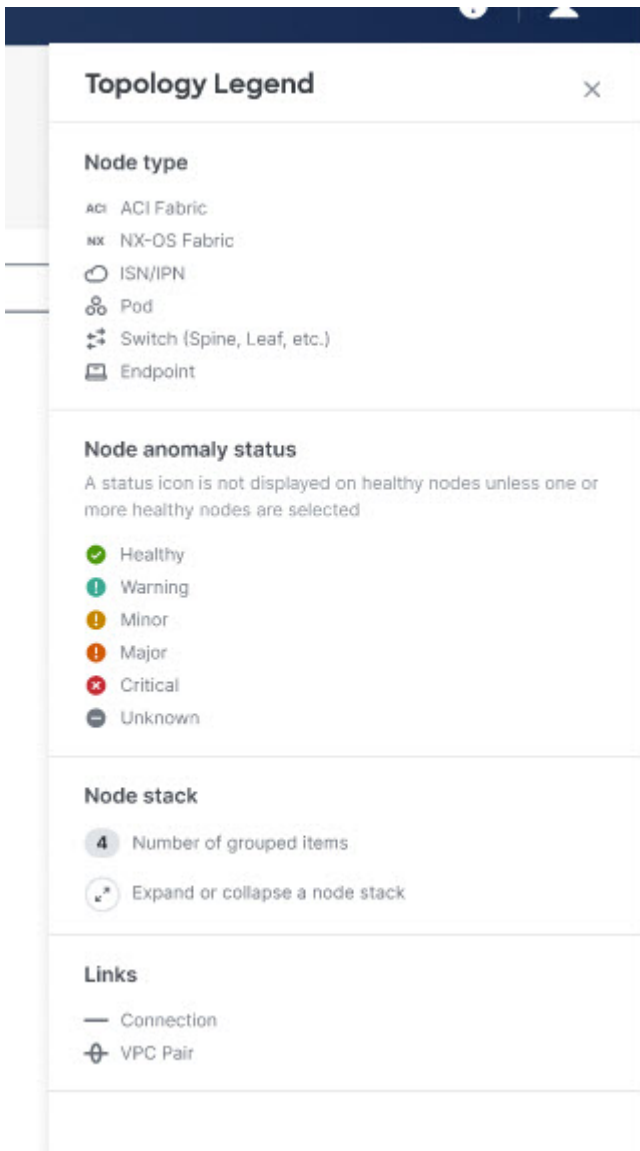 Topology Legend
Node type
ACI ACI Fabric
NX NX-OS Fabric
ISN/IPN
Pod
Switch (Spine, Leaf, etc.)
Endpoint
Node anomaly status
A status icon is not displayed on healthy nodes unless one or
more healthy nodes are selected
Healthy
Warning
Minor
Major
Critical
Unknown
Node stack
4 Number of grouped items
Expand or collapse a node stack
Links
Connection
VPC Pair